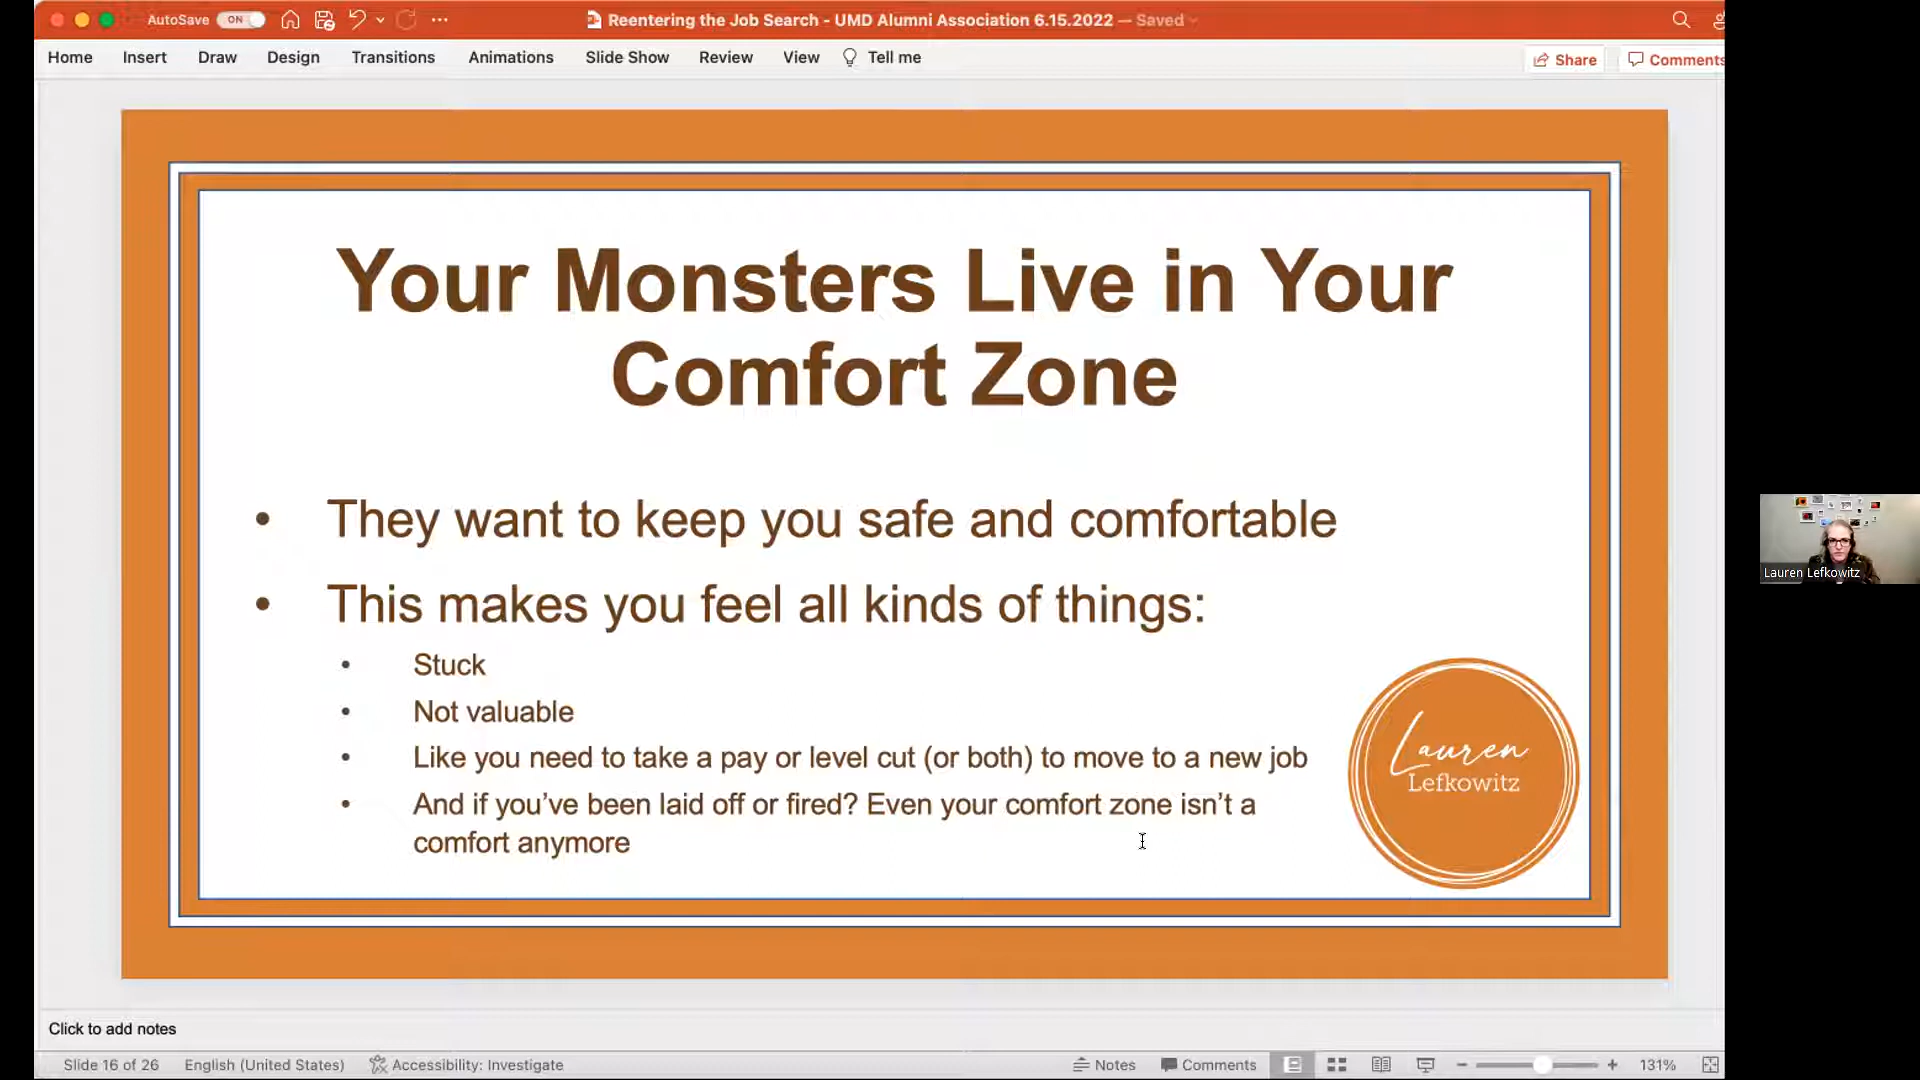 AutoSave ON
Reentering the Job Search - UMD Alumni Association 6.15.2022 — Saved
Home Insert Draw Design Transitions Animations Slide Show Review View Tell me
Share Comments
Your Monsters Live in Your
Comfort Zone
• They want to keep you safe and comfortable
• This makes you feel all kinds of things:
• Stuck
• Not valuable
• Like you need to take a pay or level cut (or both) to move to a new job
• And if you’ve been laid off or fired? Even your comfort zone isn’t a
comfort anymore
Lauren
Lefkowitz
Lauren Lefkowitz
Click to add notes
Slide 16 of 26 English (United States) Accessibility: Investigate Notes Comments 131%